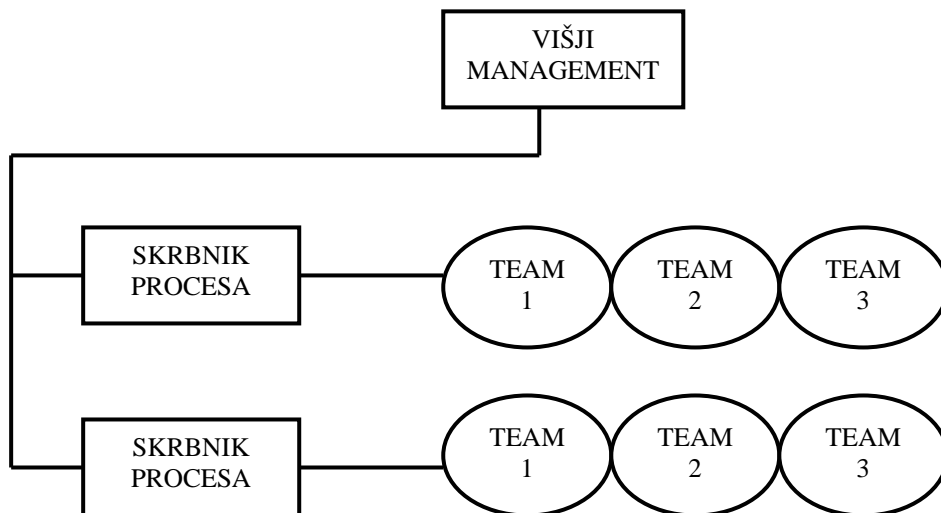 VIŠJI
MANAGEMENT
SKRBNIK
PROCESA
TEAM
1
TEAM
2
TEAM
3
SKRBNIK
PROCESA
TEAM
1
TEAM
2
TEAM
3